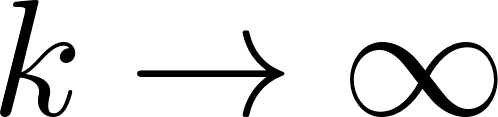 k → ∞